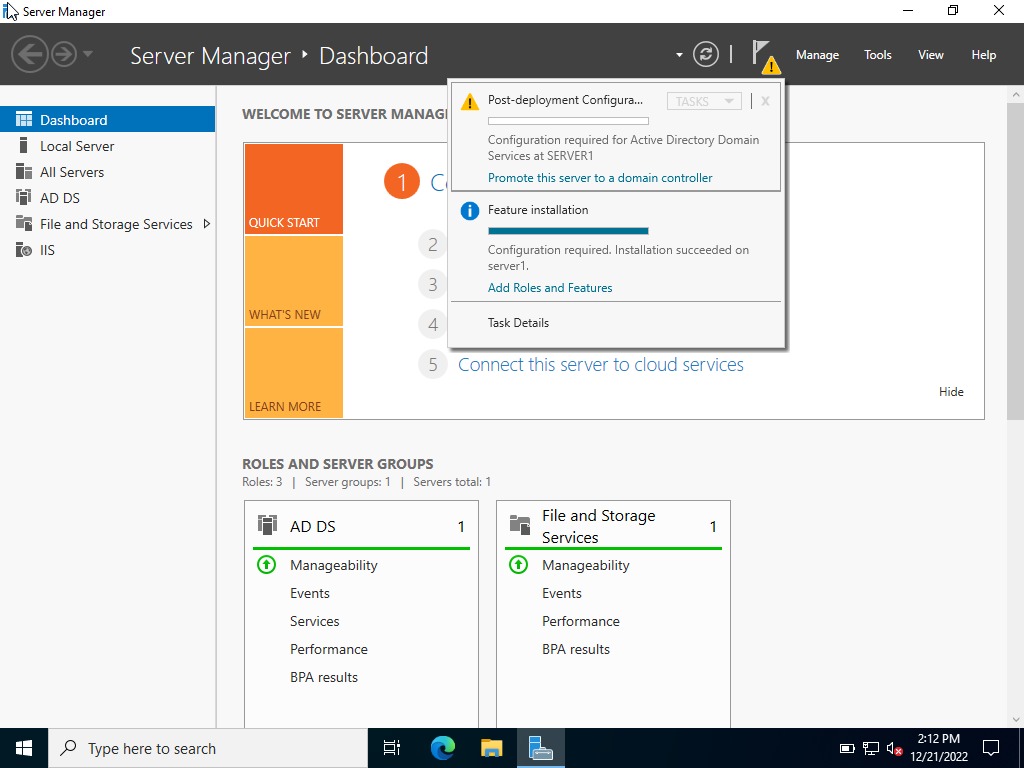 Server Manager
Server Manager ‣ Dashboard
Manage
Tools
View
Help
Dashboard
Local Server
All Servers
AD DS
File and Storage Services
IIS
WELCOME TO SERVER MANAG
QUICK START
WHAT'S NEW
LEARN MORE
1
2
3
4
5 Connect this server to cloud services
Hide
Post-deployment Configura...
TASKS
X
Configuration required for Active Directory Domain
Services at SERVER1
Promote this server to a domain controller
Feature installation
Configuration required. Installation succeeded on
server1.
Add Roles and Features
Task Details
ROLES AND SERVER GROUPS
Roles: 3 | Server groups: 1 | Servers total: 1
AD DS 1
Manageability
Events
Services
Performance
BPA results
File and Storage
Services
1
Manageability
Events
Performance
BPA results
Type here to search
2:12 PM
12/21/2022